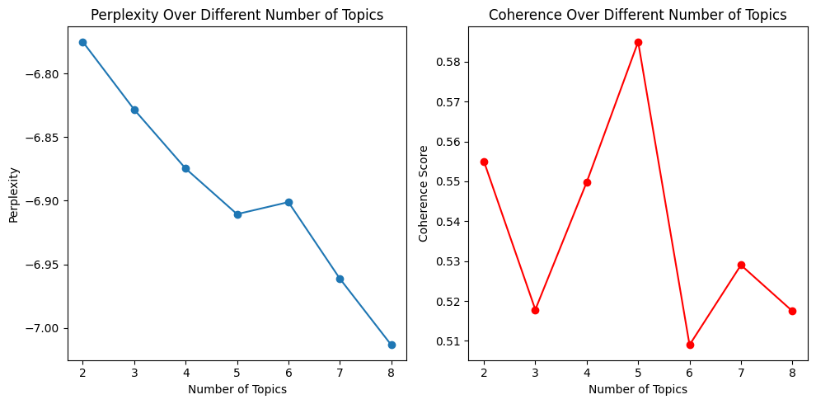 Perplexity Over Different Number of Topics
−6.80
−6.85
−6.90
−6.95
−7.00
Perplexity
2 3 4 5 6 7 8
Number of Topics
Coherence Over Different Number of Topics
0.58
0.57
0.56
0.55
0.54
0.53
0.52
0.51
Coherence Score
2 3 4 5 6 7 8
Number of Topics